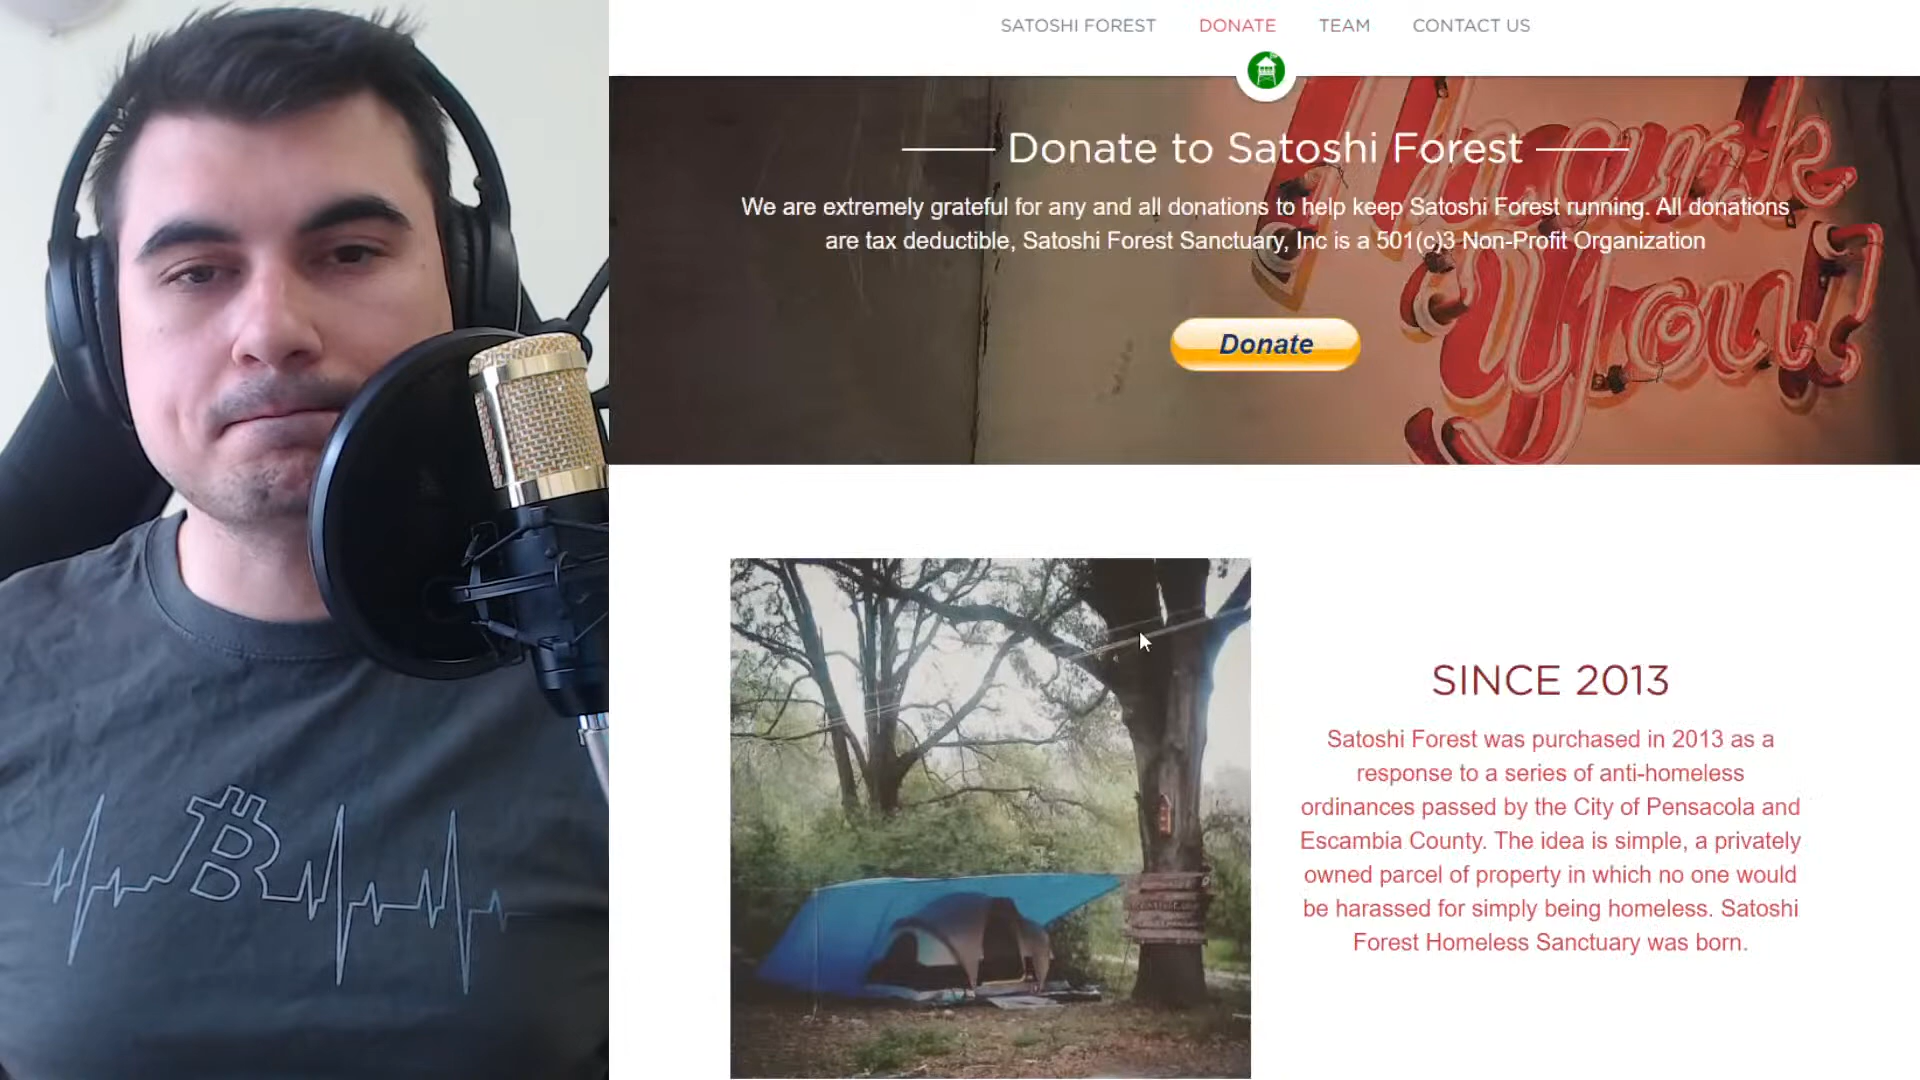 SATOSHI FOREST
DONATE
TEAM
CONTACT US
Thank
You!
Donate to Satoshi Forest
We are extremely grateful for any and all donations to help keep Satoshi Forest running. All donations
are tax deductible, Satoshi Forest Sanctuary, Inc is a 501(c)3 Non-Profit Organization
Donate
SINCE 2013
Satoshi Forest was purchased in 2013 as a
response to a series of anti-homeless
ordinances passed by the City of Pensacola and
Escambia County. The idea is simple, a privately
owned parcel of property in which no one would
be harassed for simply being homeless. Satoshi
Forest Homeless Sanctuary was born.